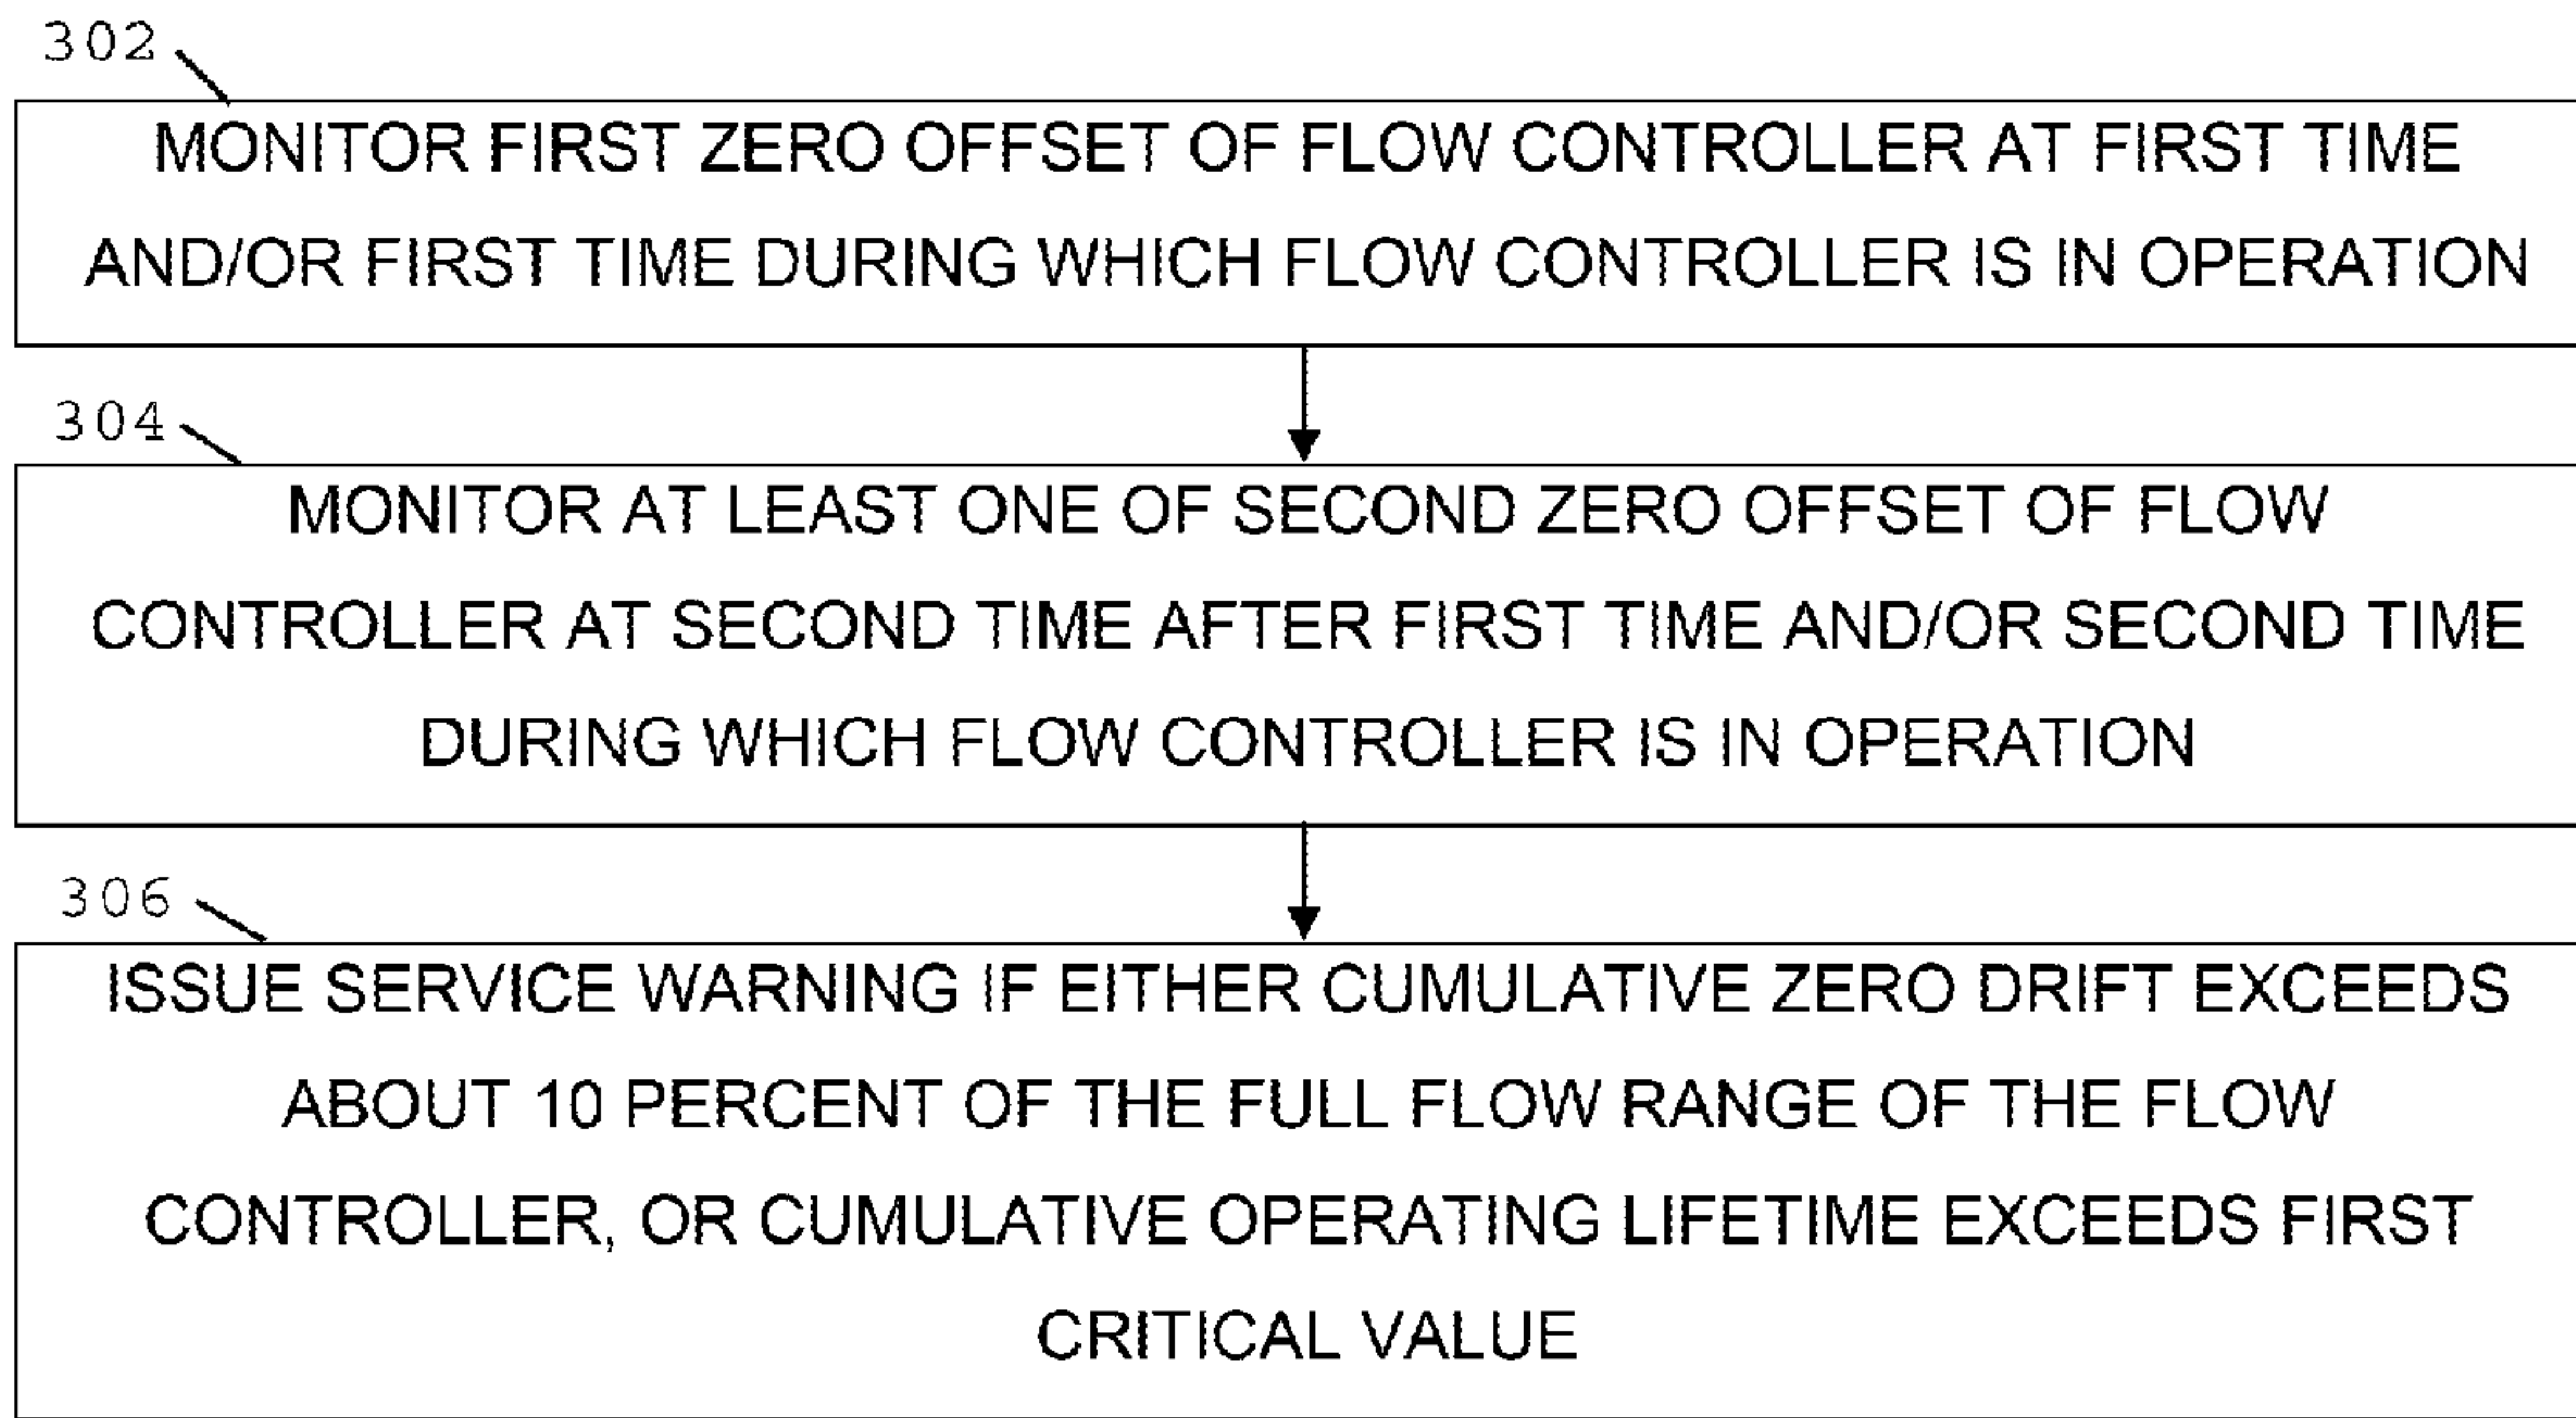 302
MONITOR FIRST ZERO OFFSET OF FLOW CONTROLLER AT FIRST TIME
AND/OR FIRST TIME DURING WHICH FLOW CONTROLLER IS IN OPERATION
304
MONITOR AT LEAST ONE OF SECOND ZERO OFFSET OF FLOW
CONTROLLER AT SECOND TIME AFTER FIRST TIME AND/OR SECOND TIME
DURING WHICH FLOW CONTROLLER IS IN OPERATION
306
ISSUE SERVICE WARNING IF EITHER CUMULATIVE ZERO DRIFT EXCEEDS
ABOUT 10 PERCENT OF THE FULL FLOW RANGE OF THE FLOW
CONTROLLER, OR CUMULATIVE OPERATING LIFETIME EXCEEDS FIRST
CRITICAL VALUE